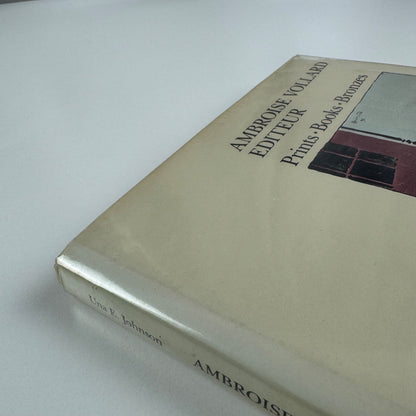 AMBROISE VOLLARD
EDITEUR
Prints·Books·Bronzes
Una E. Johnson
AMBROISE